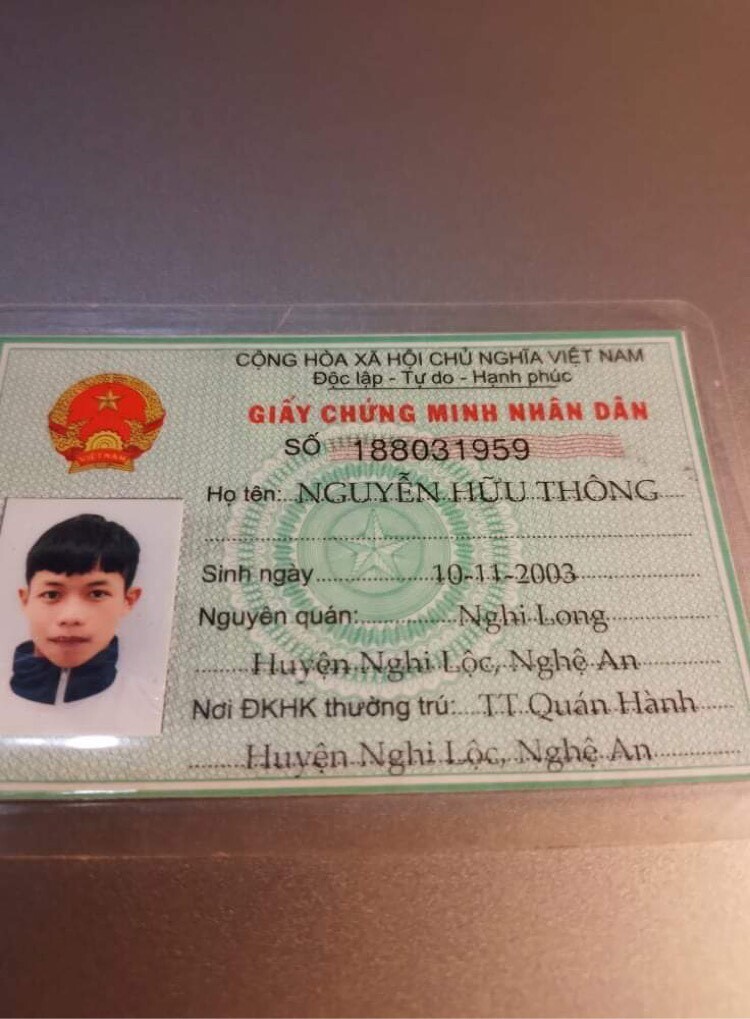 CỘNG HÒA XÃ HỘI CHỦ NGHĨA VIỆT NAM
Độc lập - Tự do - Hạnh phúc
GIẤY CHỨNG MINH NHÂN DÂN
SỐ 188031959
Họ tên: NGUYỄN HỮU THÔNG
Sinh ngày 10-11-2003
Nguyên quán: Nghi Long
Huyện Nghi Lộc, Nghệ An
Nơi ĐKHK thường trú: TT Quán Hành
Huyện Nghi Lộc, Nghệ An
VIỆT NAM